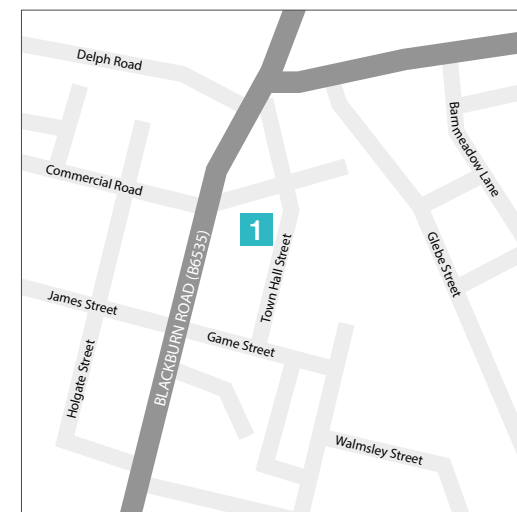 Delph Road
Barnmeadow Lane
Commercial Road
1
BLACKBURN ROAD (B6535)
Town Hall Street
Glebe Street
James Street
Game Street
Holgate Street
Walmsley Street